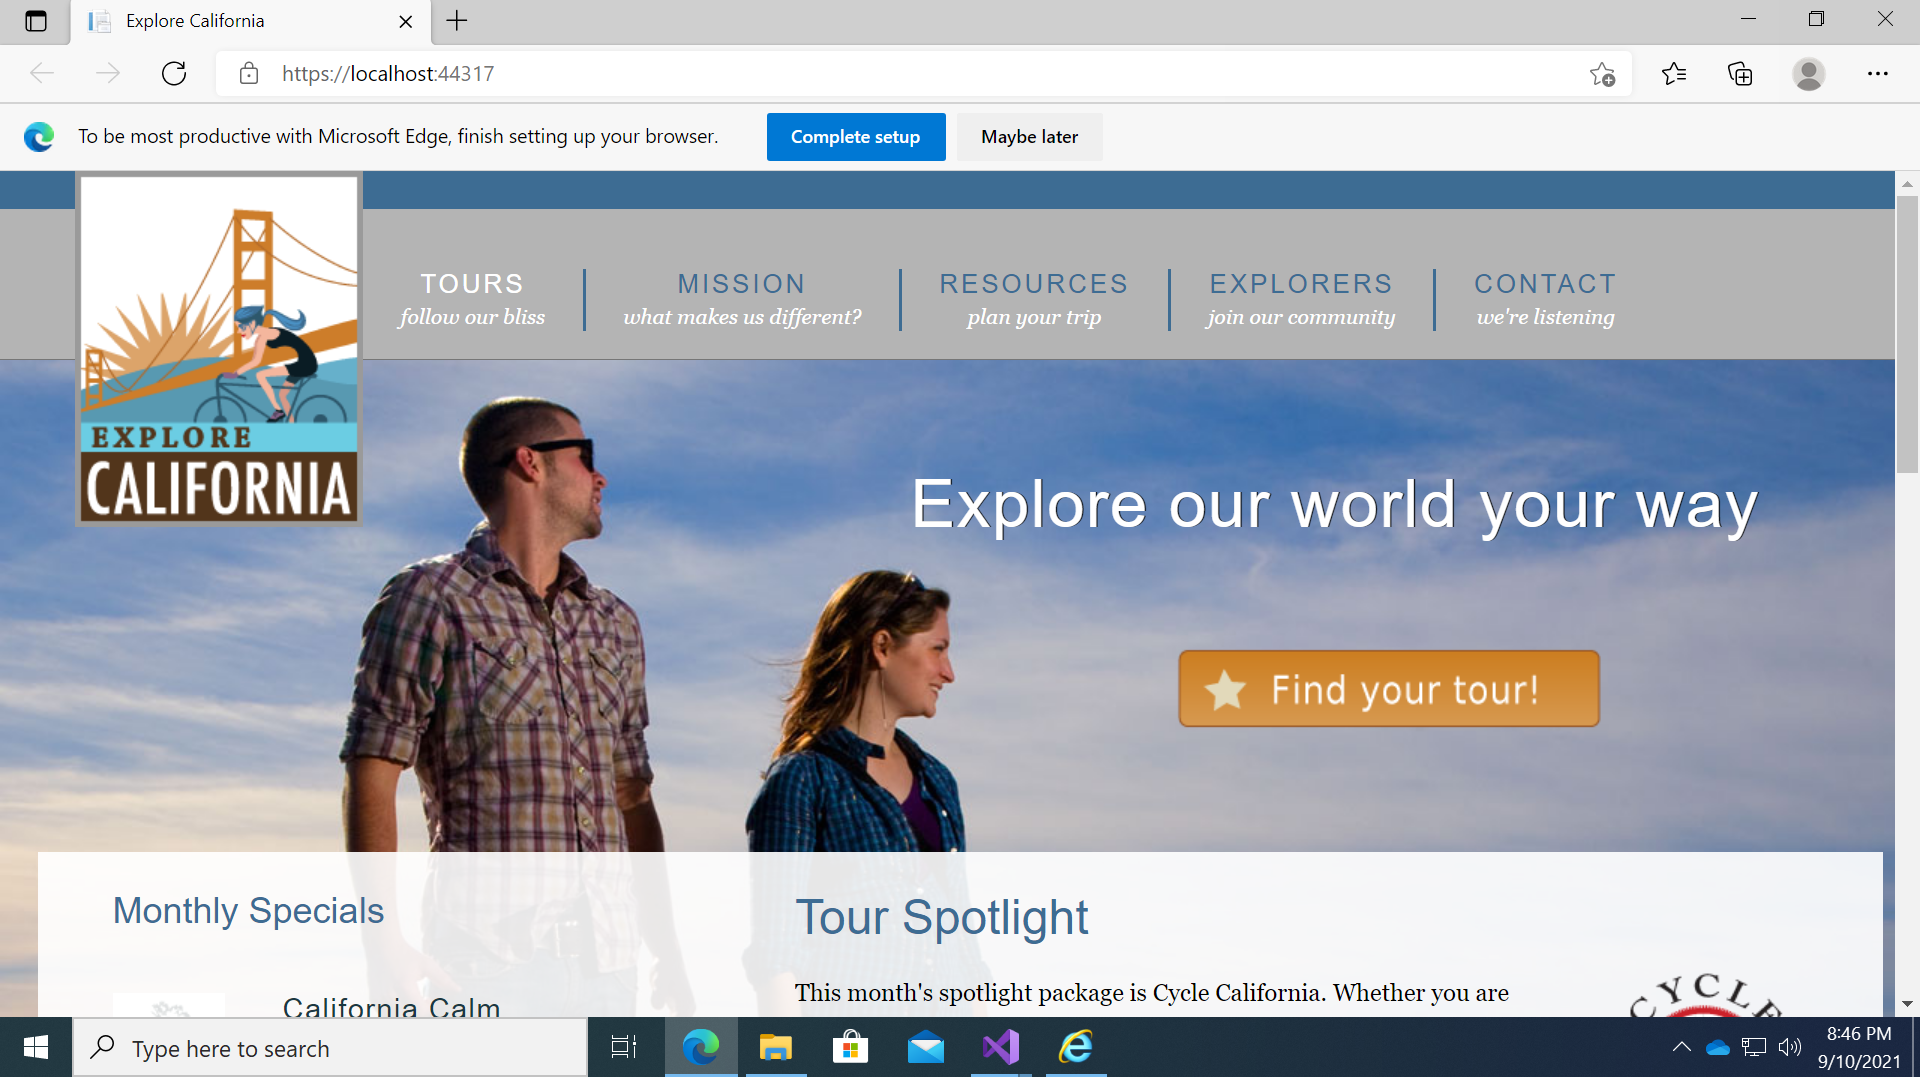 Explore California
https://localhost:44317
To be most productive with Microsoft Edge, finish setting up your browser.
Complete setup
Maybe later
EXPLORE
CALIFORNIA
TOURS
follow our bliss
MISSION
what makes us different?
RESOURCES
plan your trip
EXPLORERS
join our community
CONTACT
we're listening
Explore our world your way
Find your tour!
Monthly Specials
California Calm
Tour Spotlight
This month's spotlight package is Cycle California. Whether you are
CYCLE
Type here to search
8:46 PM
9/10/2021